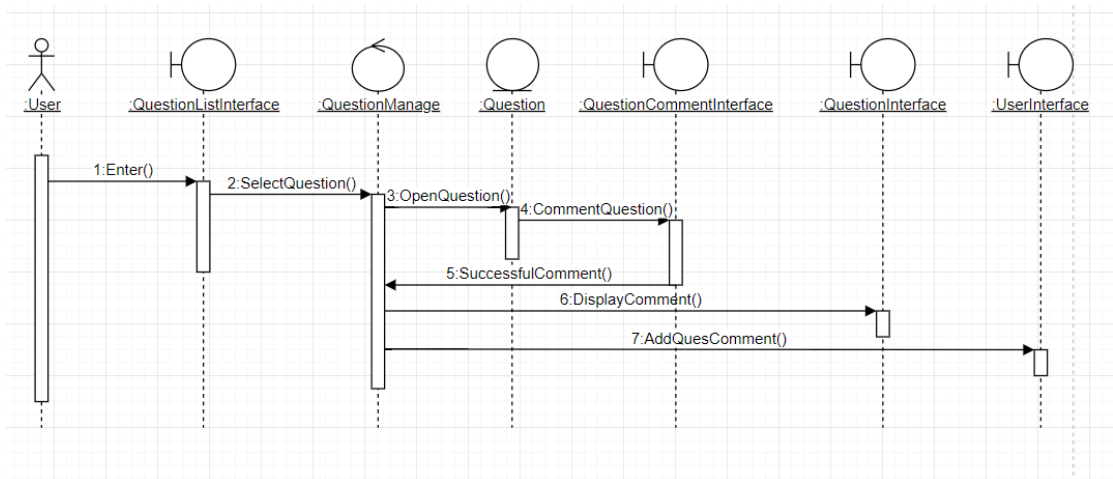 :User
:QuestionListInterface
:QuestionManage
:Question
:QuestionCommentInterface
:QuestionInterface
:UserInterface
1:Enter()
2:SelectQuestion()
3:OpenQuestion()
4:CommentQuestion()
5:SuccessfulComment()
6:DisplayComment()
7:AddQuesComment()